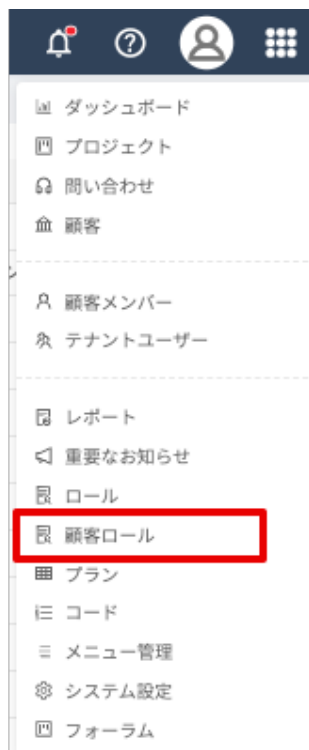 ダッシュボード
プロジェクト
問い合わせ
顧客
顧客メンバー
テナントユーザー
レポート
重要なお知らせ
ロール
顧客ロール
プラン
コード
メニュー管理
システム設定
フォーラム